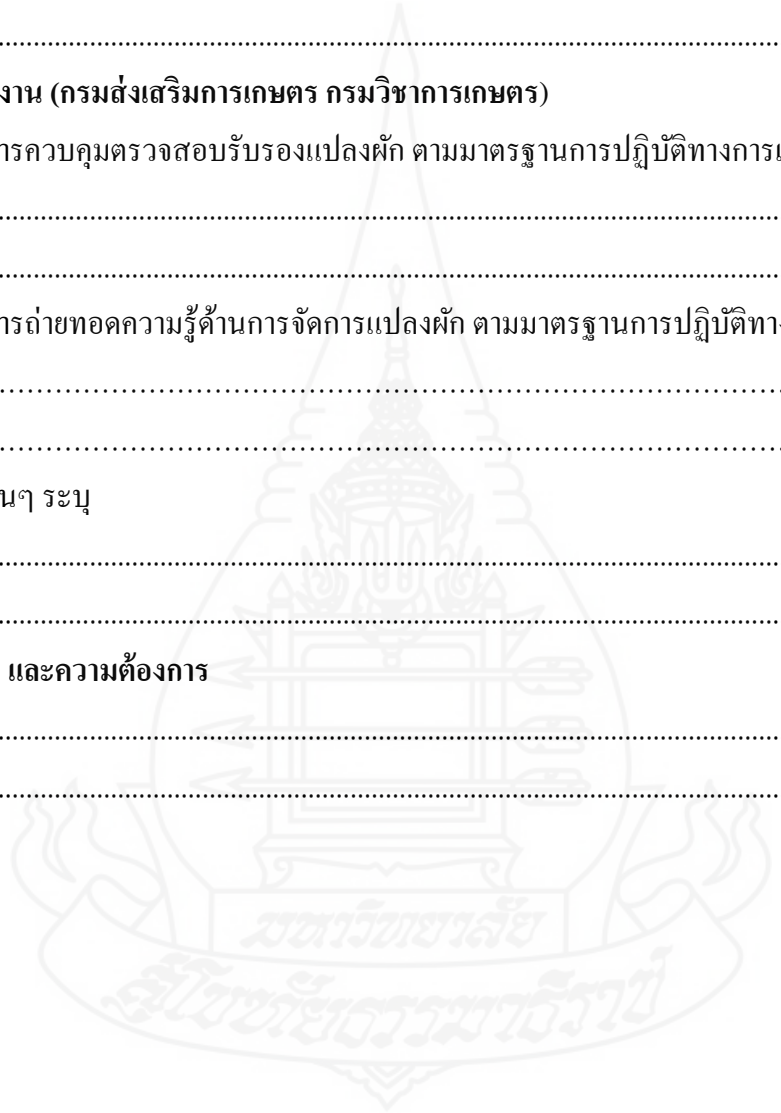 ....................................................................................................................
งาน (กรมส่งเสริมการเกษตร กรมวิชาการเกษตร)
ารควบคุมตรวจสอบรับรองแปลงผัก ตามมาตรฐานการปฏิบัติทางการเ
....................................................................................................................
....................................................................................................................
ารถ่ายทอดความรู้ด้านการจัดการแปลงผัก ตามมาตรฐานการปฏิบัติทา
………………………………………………………………………………
………………………………………………………………………………
นๆ ระบุ
....................................................................................................................
....................................................................................................................
และความต้องการ
....................................................................................................................
....................................................................................................................
มหาวิทยาลัย
สุโขทัยธรรมาธิราช